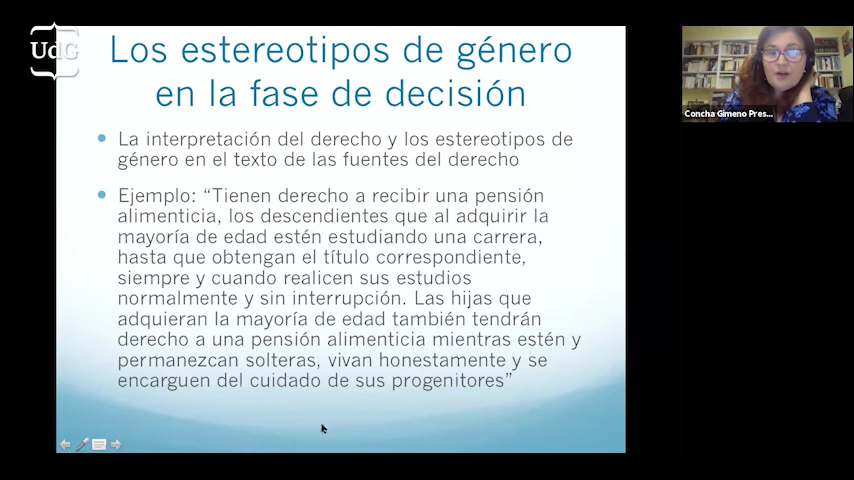 UdG
Los estereotipos de género
en la fase de decisión
La interpretación del derecho y los estereotipos de
género en el texto de las fuentes del derecho
Ejemplo: “Tienen derecho a recibir una pensión
alimenticia, los descendientes que al adquirir la
mayoría de edad estén estudiando una carrera,
hasta que obtengan el título correspondiente,
siempre y cuando realicen sus estudios
normalmente y sin interrupción. Las hijas que
adquieran la mayoría de edad también tendrán
derecho a una pensión alimenticia mientras estén y
permanezcan solteras, vivan honestamente y se
encarguen del cuidado de sus progenitores”
Concha Gimeno Pres...